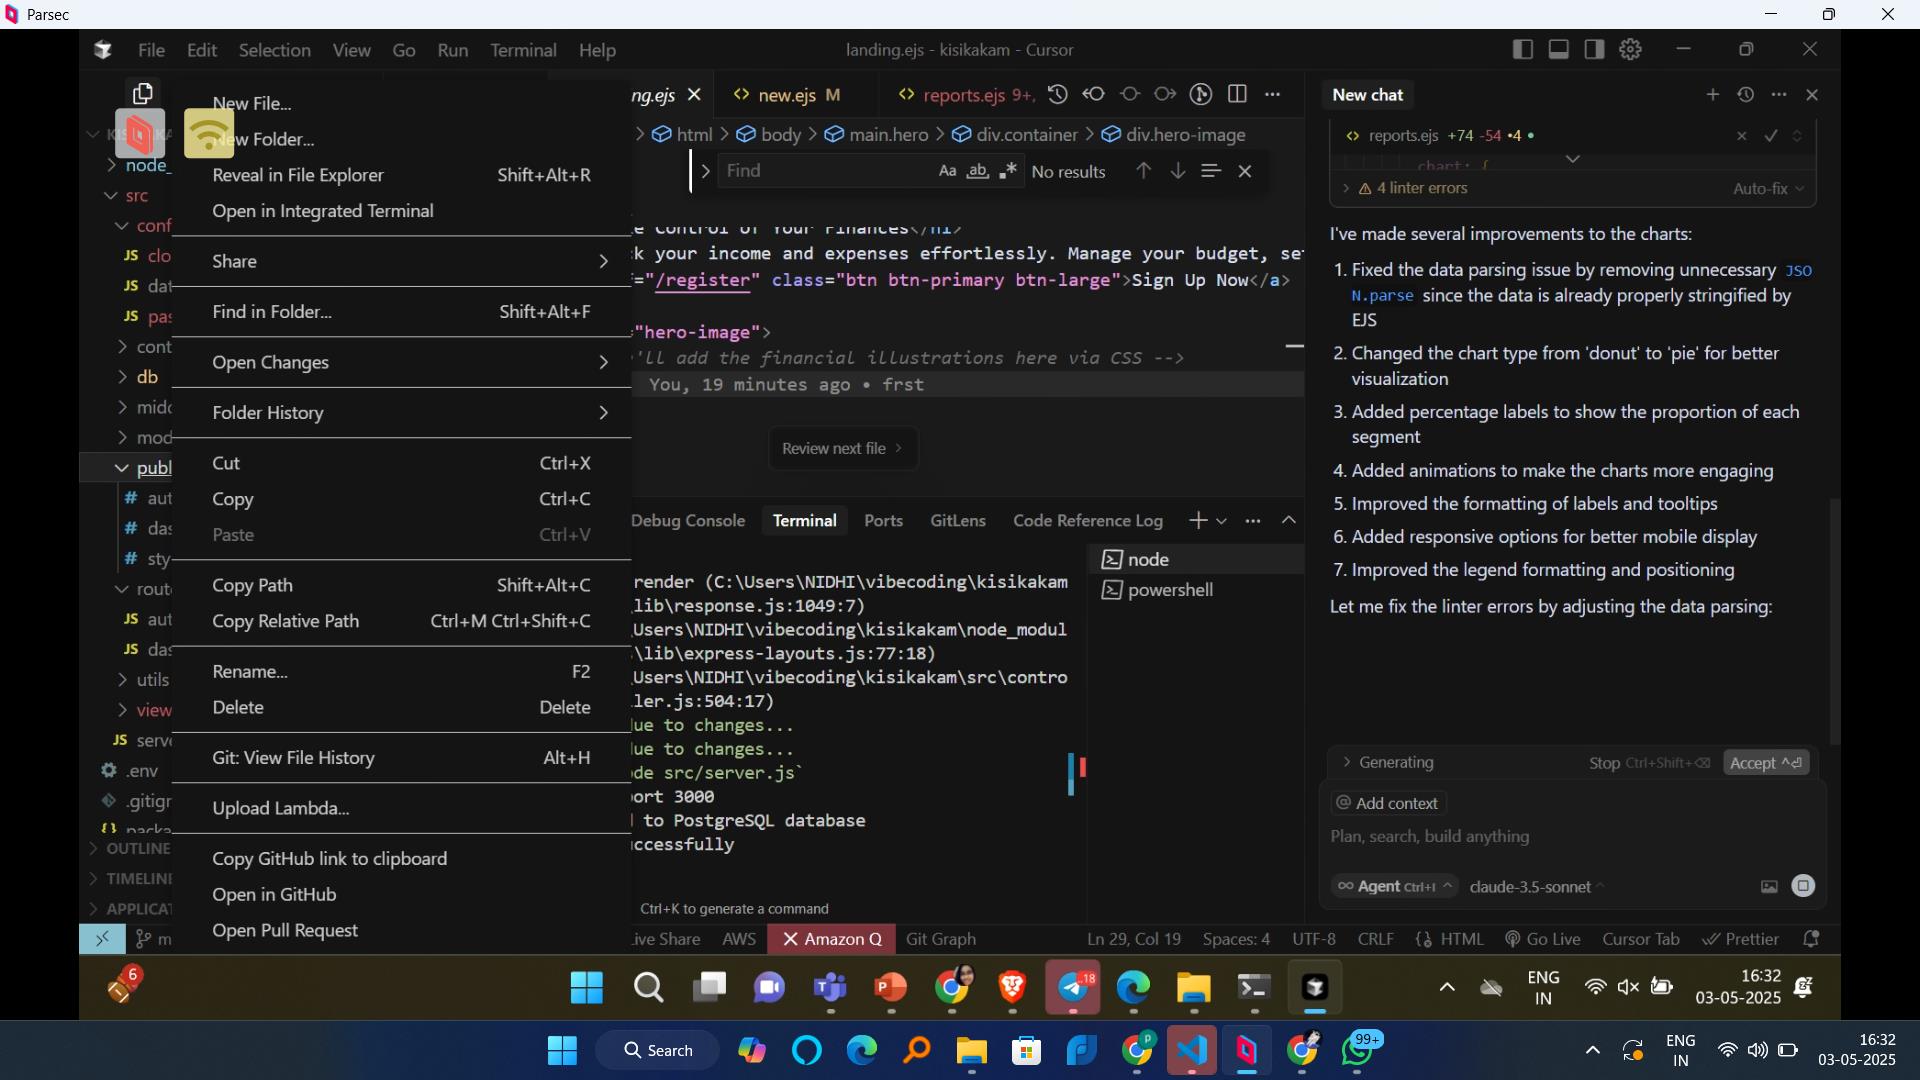 Parsec
File Edit Selection View Go Run Terminal Help
landing.ejs - kisikakam - Cursor
new.ejs M
reports.ejs 9+,
html > body > main.hero > div.container > div.hero-image
Find
Aa ab No results
New File...
New Folder...
Reveal in File Explorer Shift+Alt+R
Open in Integrated Terminal
Share
Find in Folder... Shift+Alt+F
Open Changes
Folder History
Cut Ctrl+X
Copy Ctrl+C
Paste Ctrl+V
Copy Path Shift+Alt+C
Copy Relative Path Ctrl+M Ctrl+Shift+C
Rename... F2
Delete Delete
Git: View File History Alt+H
Upload Lambda...
Copy GitHub link to clipboard
Open in GitHub
Open Pull Request
node_
src
conf
JS clo
JS dat
JS pas
cont
db
mid
mod
publ
# aut
# das
# sty
rout
JS aut
JS das
utils
view
JS serv
.env
.gitigr
{} packa
OUTLINE
TIMELINE
APPLICAT
e Control of Your Finances</h1>
k your income and expenses effortlessly. Manage your budget, se
="/register" class="btn btn-primary btn-large">Sign Up Now</a>
"hero-image">
'll add the financial illustrations here via CSS -->
You, 19 minutes ago • frst
Review next file >
Debug Console Terminal Ports GitLens Code Reference Log
node
powershell
render (C:\Users\NIDHI\vibecoding\kisikakam
lib\response.js:1049:7)
Users\NIDHI\vibecoding\kisikakam\node_modul
\lib\express-layouts.js:77:18)
Users\NIDHI\vibecoding\kisikakam\src\contro
ler.js:504:17)
due to changes...
due to changes...
de src/server.js`
ort 3000
to PostgreSQL database
ccessfully
Ctrl+K to generate a command
New chat
reports.ejs +74 -54 •4 •
chart: {
4 linter errors Auto-fix
I've made several improvements to the charts:
1. Fixed the data parsing issue by removing unnecessary JSO
N.parse since the data is already properly stringified by
EJS
2. Changed the chart type from 'donut' to 'pie' for better
visualization
3. Added percentage labels to show the proportion of each
segment
4. Added animations to make the charts more engaging
5. Improved the formatting of labels and tooltips
6. Added responsive options for better mobile display
7. Improved the legend formatting and positioning
Let me fix the linter errors by adjusting the data parsing:
Generating Stop Ctrl+Shift+⌫ Accept ^⏎
@ Add context
Plan, search, build anything
∞ Agent Ctrl+I claude-3.5-sonnet
m
Live Share AWS Amazon Q Git Graph Ln 29, Col 19 Spaces: 4 UTF-8 CRLF HTML Go Live Cursor Tab Prettier
6
18
ENG
IN
16:32
03-05-2025
Search
99+
ENG
IN
16:32
03-05-2025